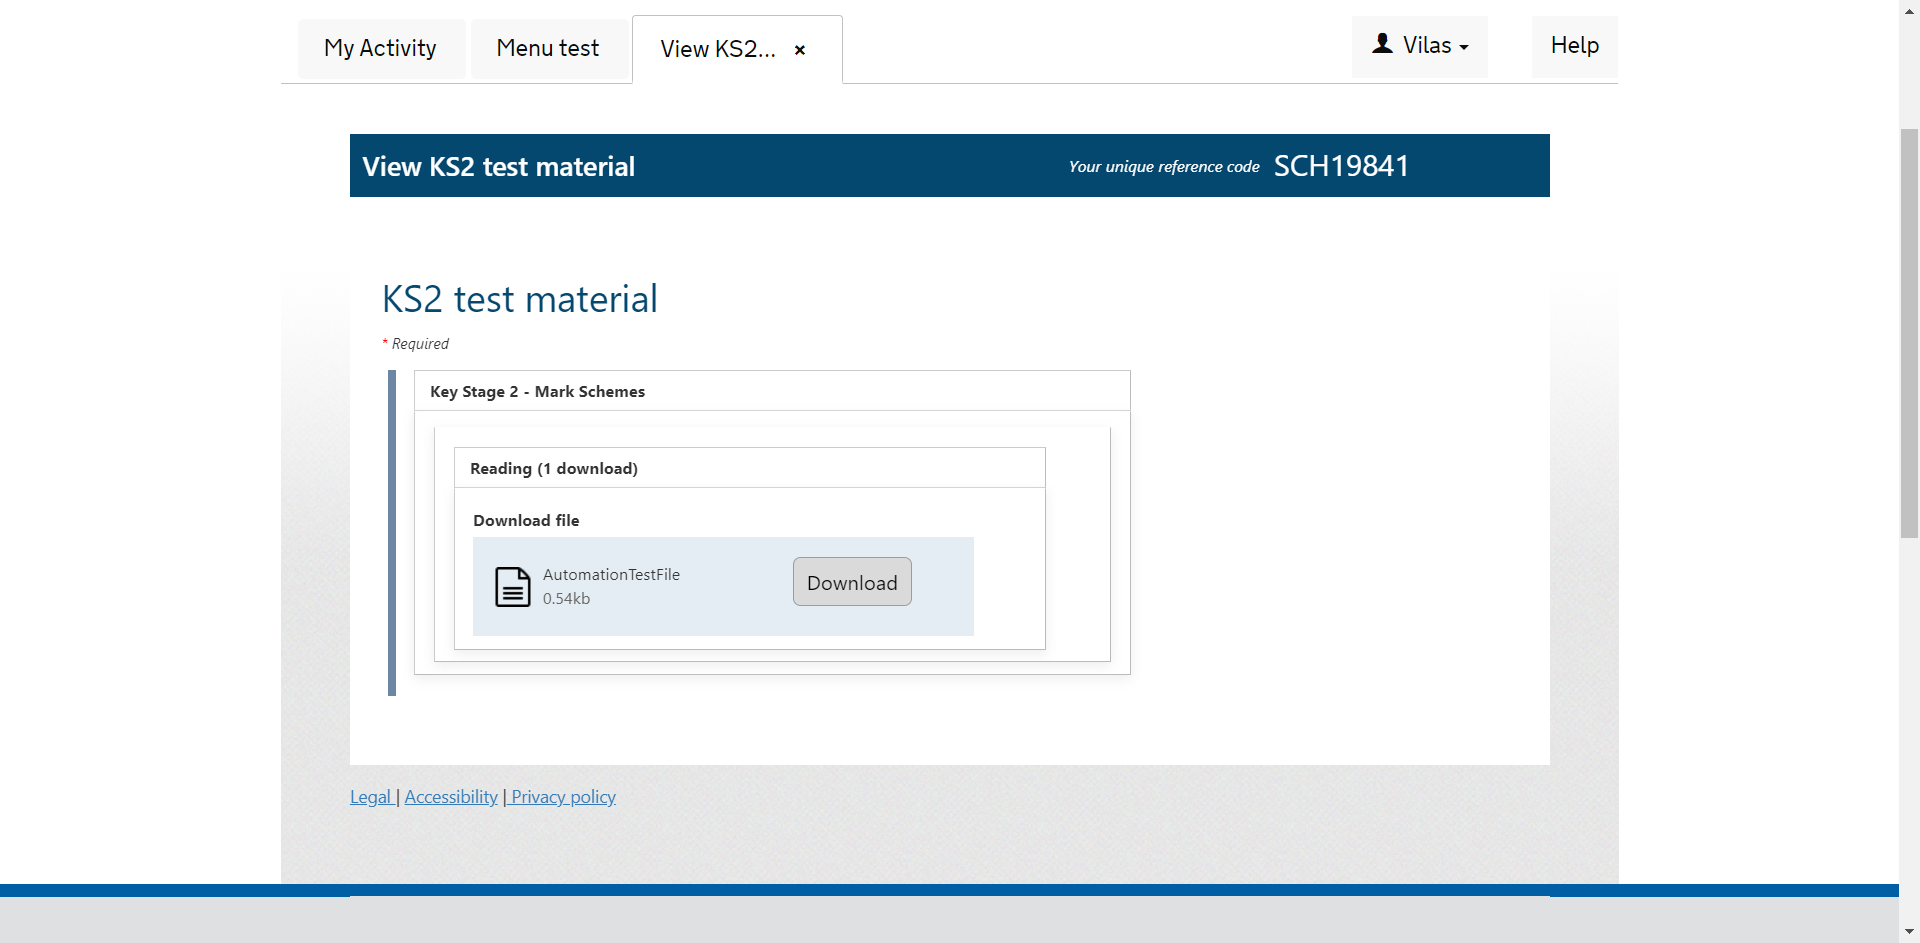 My Activity Menu test View KS2... × Vilas Help
View KS2 test material Your unique reference code SCH19841
KS2 test material
* Required
Key Stage 2 - Mark Schemes
Reading (1 download)
Download file
AutomationTestFile
0.54kb
Download
Legal | Accessibility | Privacy policy